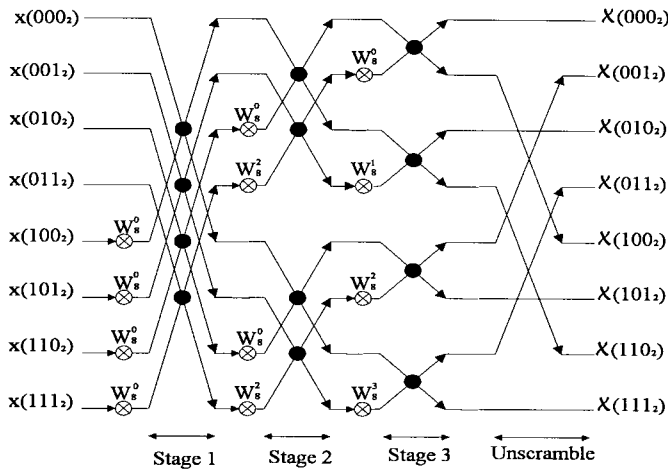 x(000₂)
X(000₂)
x(001₂)
W₈⁰
X(001₂)
x(010₂)
W₈⁰
X(010₂)
x(011₂)
W₈²
W₈¹
X(011₂)
x(100₂)
W₈⁰
X(100₂)
x(101₂)
W₈⁰
W₈²
X(101₂)
x(110₂)
W₈⁰
W₈⁰
X(110₂)
x(111₂)
W₈⁰
W₈²
W₈³
X(111₂)
Stage 1
Stage 2
Stage 3
Unscramble